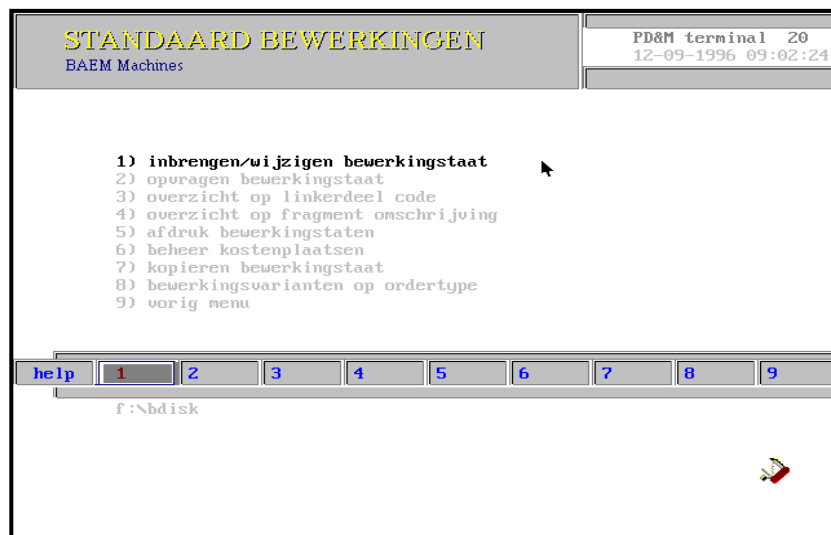 STANDAARD BEWERKINGEN
BAEM Machines
PD&M terminal 20
12-09-1996 09:02:24
1) inbrengen/wijzigen bewerkingstaat
2) opvragen bewerkingstaat
3) overzicht op linkerdeel code
4) overzicht op fragment omschrijving
5) afdruk bewerkingstaten
6) beheer kostenplaatsen
7) kopieren bewerkingstaat
8) bewerkingsvarianten op ordertype
9) vorig menu
help 1 2 3 4 5 6 7 8 9
f:\bdisk